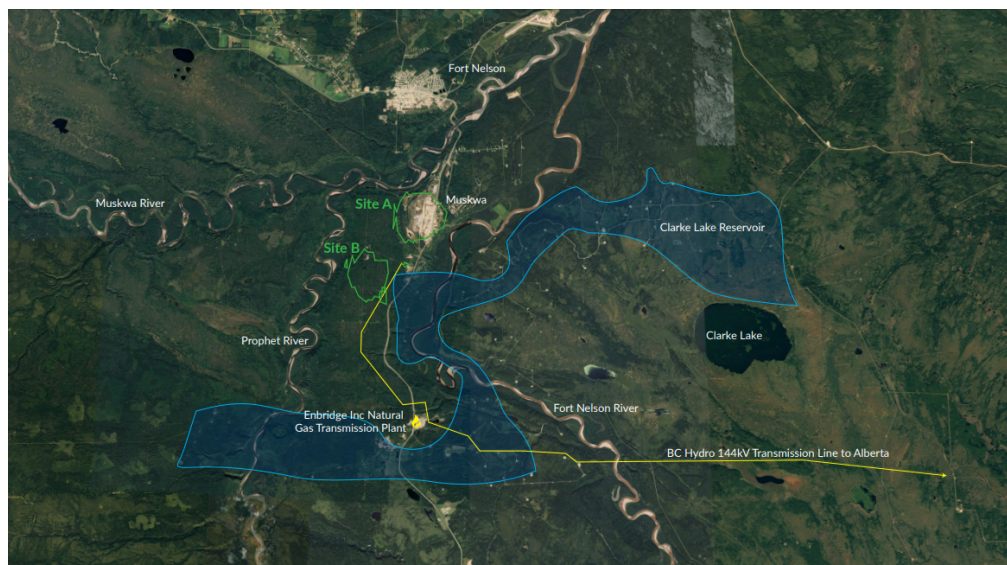 Fort Nelson
Muskwa River
Site A
Muskwa
Clarke Lake Reservoir
Site B
Prophet River
Clarke Lake
Enbridge Inc Natural
Gas Transmission Plant
Fort Nelson River
BC Hydro 144kV Transmission Line to Alberta